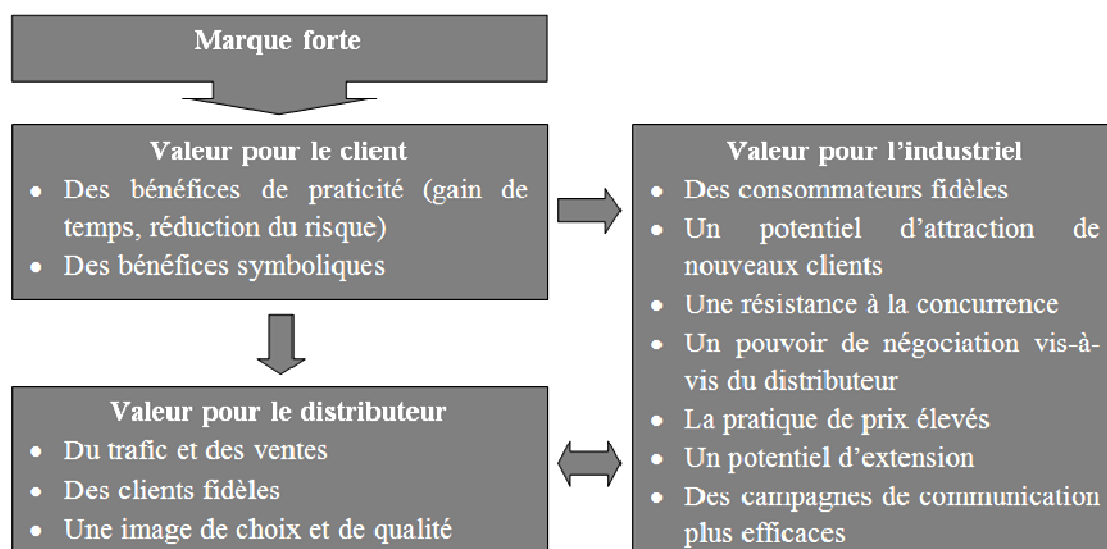 Marque forte
Valeur pour le client
• Des bénéfices de praticité (gain de
temps, réduction du risque)
• Des bénéfices symboliques
Valeur pour le distributeur
• Du trafic et des ventes
• Des clients fidèles
• Une image de choix et de qualité
Valeur pour l'industriel
• Des consommateurs fidèles
• Un potentiel d'attraction de
nouveaux clients
• Une résistance à la concurrence
• Un pouvoir de négociation vis-à-
vis du distributeur
• La pratique de prix élevés
• Un potentiel d'extension
• Des campagnes de communication
plus efficaces